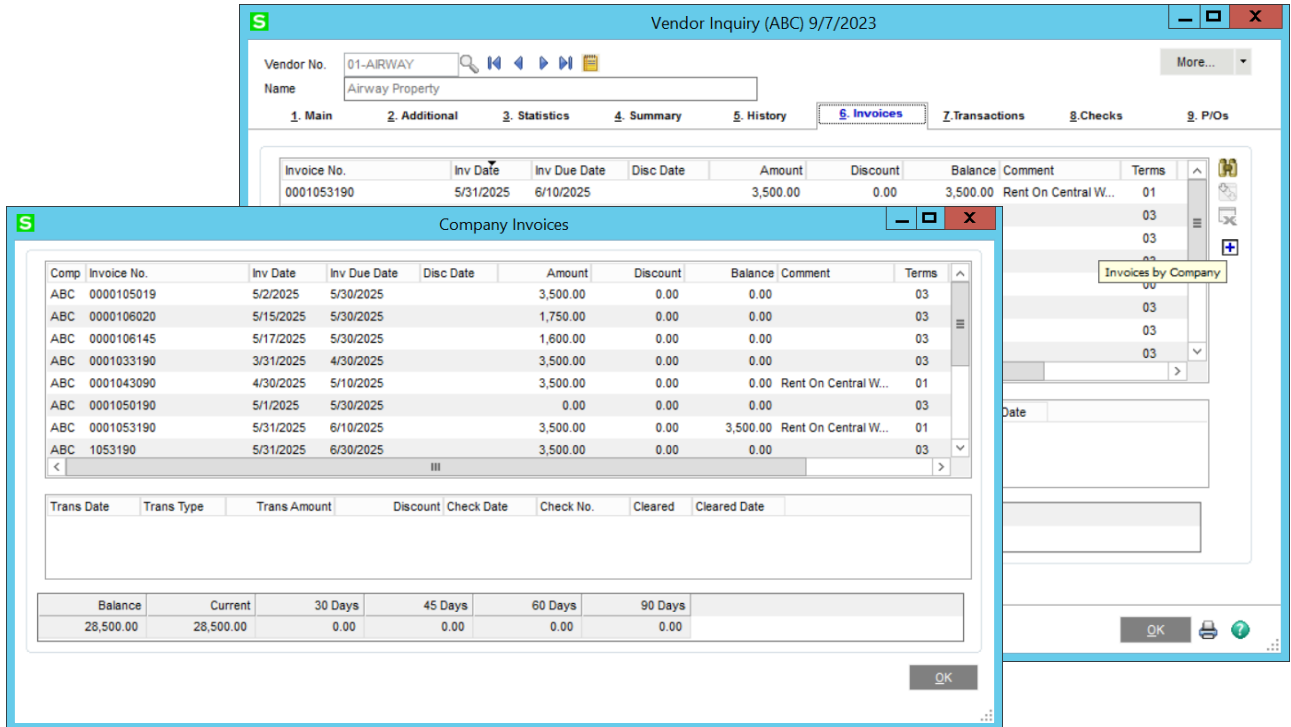 S Vendor Inquiry (ABC) 9/7/2023 X
Vendor No. 01-AIRWAY More...
Name Airway Property
1. Main 2. Additional 3. Statistics 4. Summary 5. History 6. Invoices 7.Transactions 8.Checks 9. P/Os
Invoice No. Inv Date Inv Due Date Disc Date Amount Discount Balance Comment Terms
0001053190 5/31/2025 6/10/2025 3,500.00 0.00 3,500.00 Rent On Central W... 01
03
03
Invoices by Company
03
03
03
Date
OK
S Company Invoices X
Comp Invoice No. Inv Date Inv Due Date Disc Date Amount Discount Balance Comment Terms
ABC 0000105019 5/2/2025 5/30/2025 3,500.00 0.00 0.00 03
ABC 0000106020 5/15/2025 5/30/2025 1,750.00 0.00 0.00 03
ABC 0000106145 5/17/2025 5/30/2025 1,600.00 0.00 0.00 03
ABC 0001033190 3/31/2025 4/30/2025 3,500.00 0.00 0.00 03
ABC 0001043090 4/30/2025 5/10/2025 3,500.00 0.00 0.00 Rent On Central W... 01
ABC 0001050190 5/1/2025 5/30/2025 0.00 0.00 0.00 03
ABC 0001053190 5/31/2025 6/10/2025 3,500.00 0.00 3,500.00 Rent On Central W... 01
ABC 1053190 5/31/2025 6/30/2025 3,500.00 0.00 0.00 03
Trans Date Trans Type Trans Amount Discount Check Date Check No. Cleared Cleared Date
Balance Current 30 Days 45 Days 60 Days 90 Days
28,500.00 28,500.00 0.00 0.00 0.00 0.00
OK